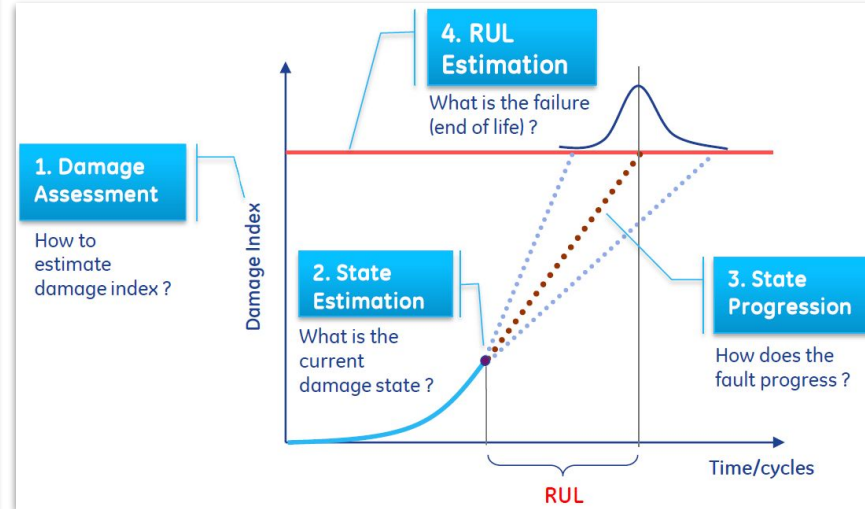 4. RUL
Estimation
What is the failure
(end of life) ?
1. Damage
Assessment
How to
estimate
damage index ?
Damage Index
2. State
Estimation
What is the
current
damage state ?
3. State
Progression
How does the
fault progress ?
Time/cycles
RUL